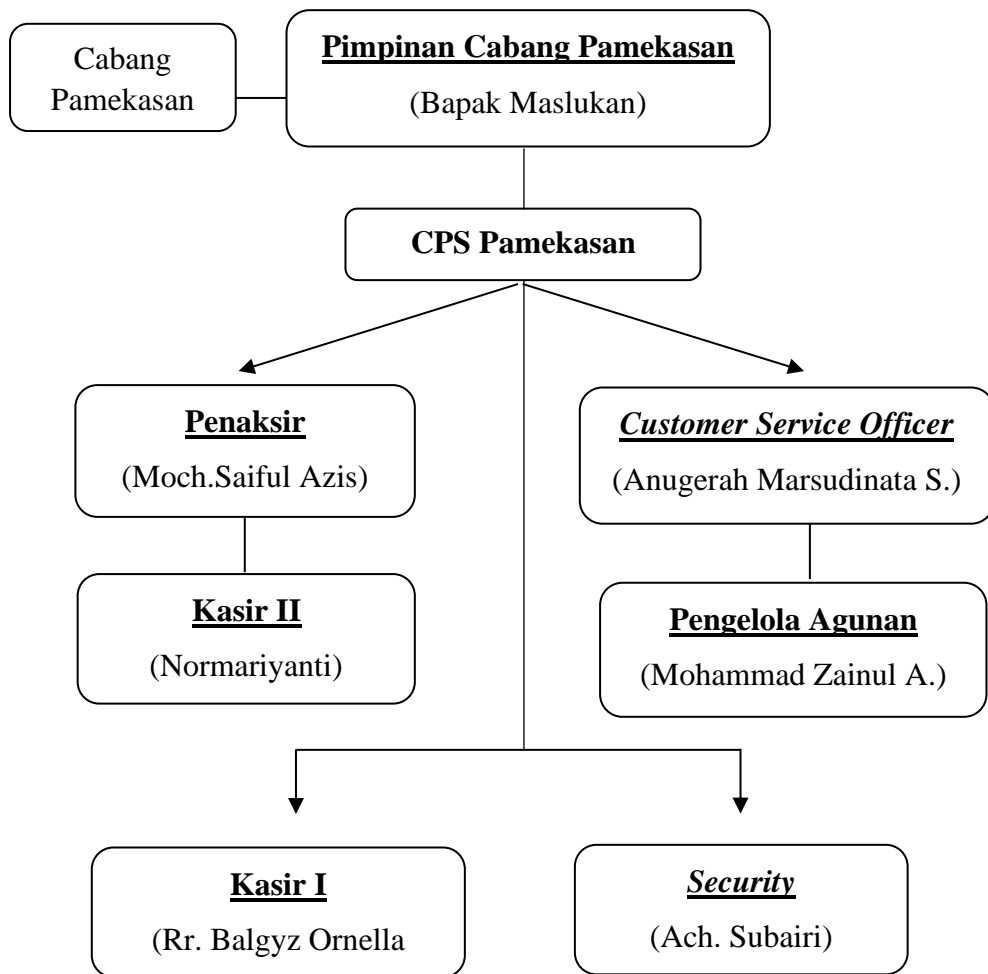 Cabang
Pamekasan
Pimpinan Cabang Pamekasan
(Bapak Maslukan)
CPS Pamekasan
Penaksir
(Moch.Saiful Azis)
Customer Service Officer
(Anugerah Marsudinata S.)
Kasir II
(Normariyanti)
Pengelola Agunan
(Mohammad Zainul A.)
Kasir I
(Rr. Balgyz Ornella
Security
(Ach. Subairi)